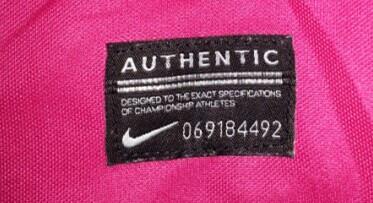 AUTHENTIC
DESIGNED TO THE EXACT SPECIFICATIONS
OF CHAMPIONSHIP ATHLETES
069184492